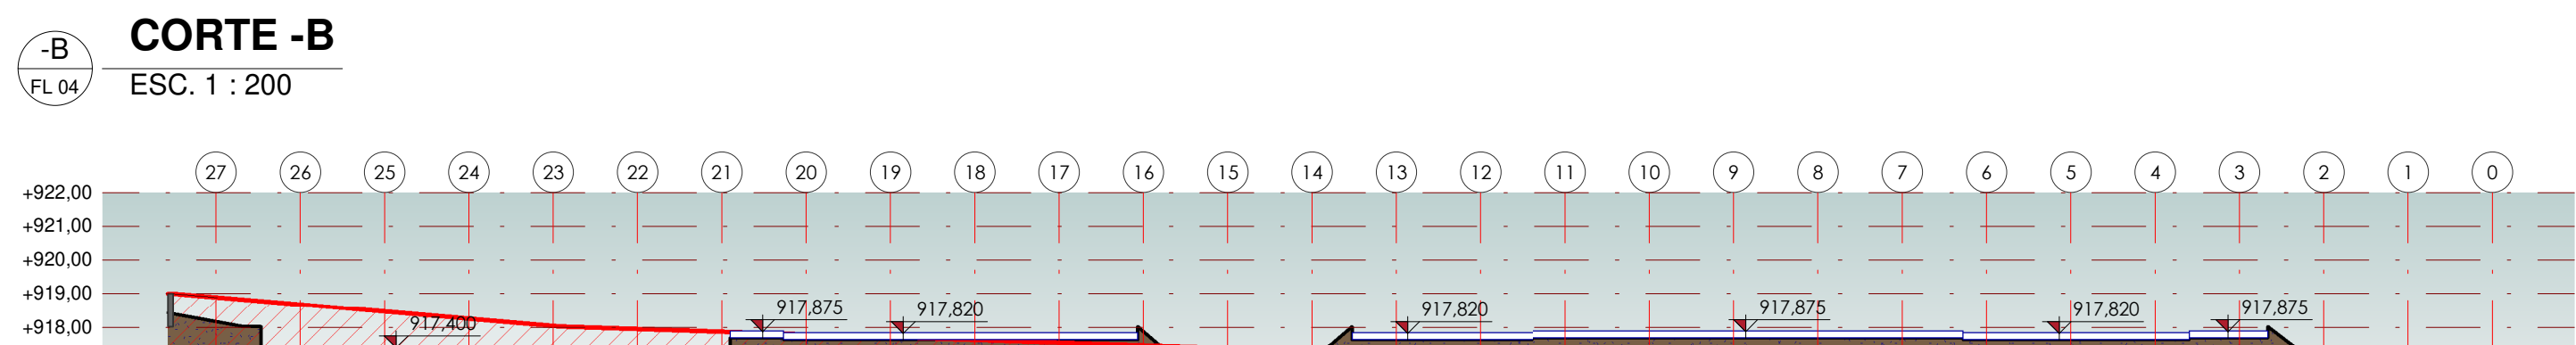 -B
FL 04
CORTE -B
ESC. 1 : 200
27 26 25 24 23 22 21 20 19 18 17 16 15 14 13 12 11 10 9 8 7 6 5 4 3 2 1 0
+922,00
+921,00
+920,00
+919,00
917,875 917,820 917,820 917,875 917,820 917,875
917,400
+918,00